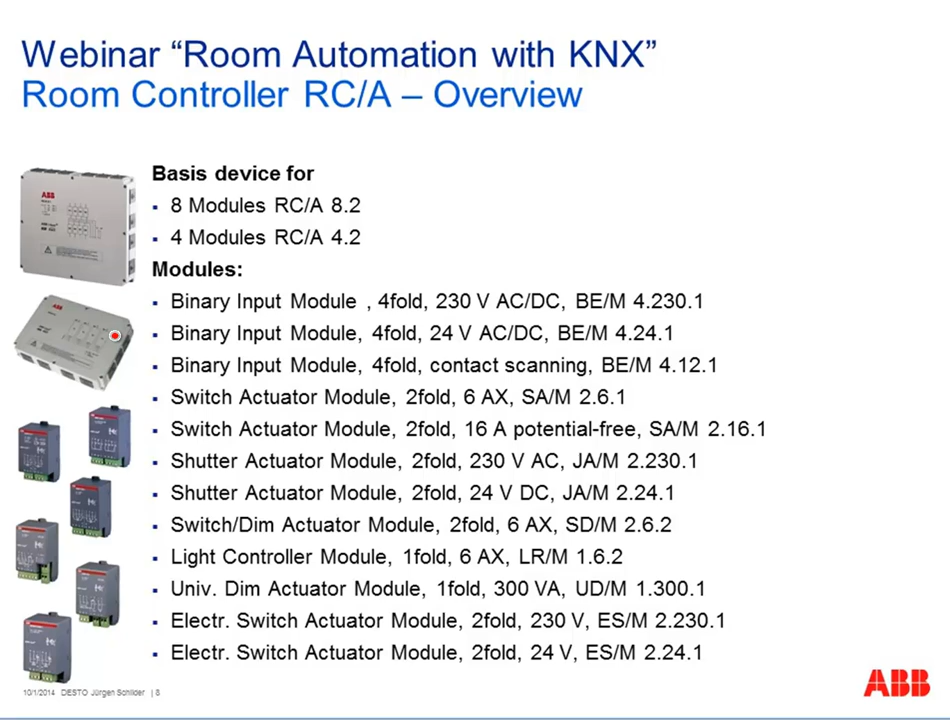 Webinar “Room Automation with KNX”
Room Controller RC/A – Overview
Basis device for
▪ 8 Modules RC/A 8.2
▪ 4 Modules RC/A 4.2
Modules:
▪ Binary Input Module , 4fold, 230 V AC/DC, BE/M 4.230.1
▪ Binary Input Module, 4fold, 24 V AC/DC, BE/M 4.24.1
▪ Binary Input Module, 4fold, contact scanning, BE/M 4.12.1
▪ Switch Actuator Module, 2fold, 6 AX, SA/M 2.6.1
▪ Switch Actuator Module, 2fold, 16 A potential-free, SA/M 2.16.1
▪ Shutter Actuator Module, 2fold, 230 V AC, JA/M 2.230.1
▪ Shutter Actuator Module, 2fold, 24 V DC, JA/M 2.24.1
▪ Switch/Dim Actuator Module, 2fold, 6 AX, SD/M 2.6.2
▪ Light Controller Module, 1fold, 6 AX, LR/M 1.6.2
▪ Univ. Dim Actuator Module, 1fold, 300 VA, UD/M 1.300.1
▪ Electr. Switch Actuator Module, 2fold, 230 V, ES/M 2.230.1
▪ Electr. Switch Actuator Module, 2fold, 24 V, ES/M 2.24.1
ABB
ABB
10/1/2014 DESTO Jürgen Schilder | 8
ABB